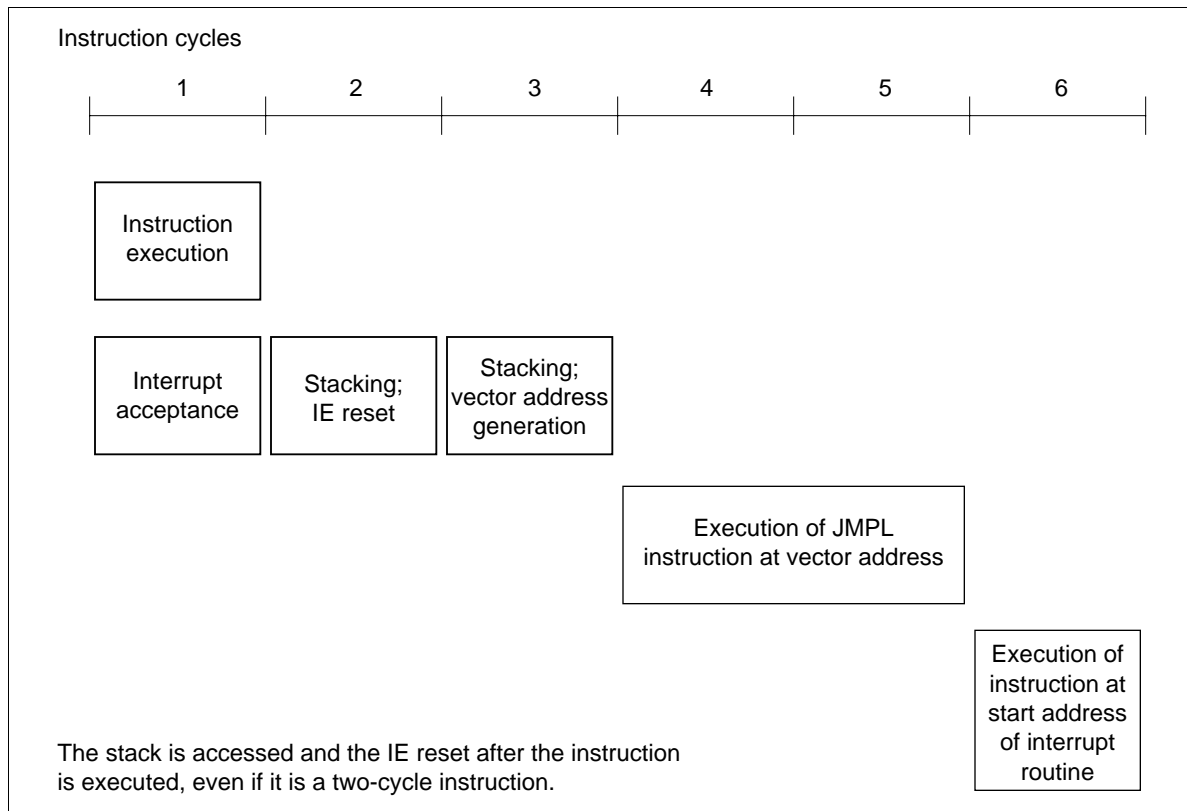 Instruction cycles
1 2 3 4 5 6
Instruction
execution
Interrupt
acceptance
Stacking;
IE reset
Stacking;
vector address
generation
Execution of JMPL
instruction at vector address
Execution of
instruction at
start address
of interrupt
routine
The stack is accessed and the IE reset after the instruction
is executed, even if it is a two-cycle instruction.